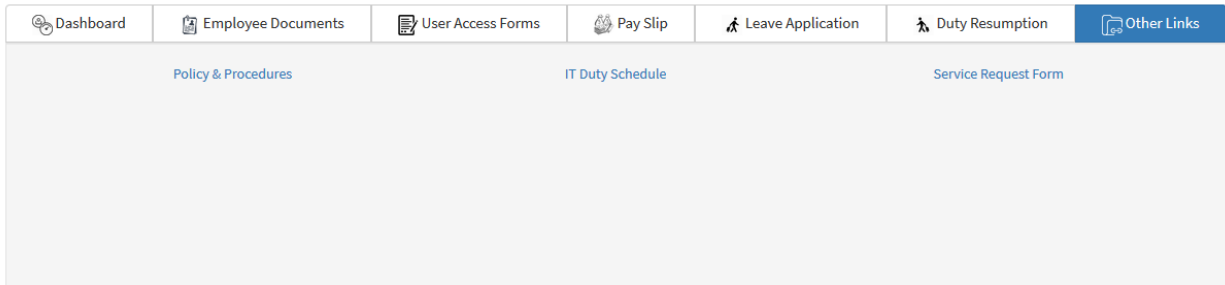 Dashboard Employee Documents User Access Forms Pay Slip Leave Application Duty Resumption Other Links
Policy & Procedures IT Duty Schedule Service Request Form